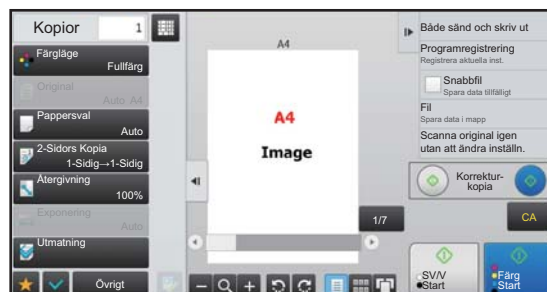 Kopior
1
Färgläge
Fullfärg
Original
Auto A4
Pappersval
Auto
2-Sidors Kopia
1-Sidig→1-Sidig
Återgivning
100%
Exponering
Auto
Utmatning
Övrigt
A4
A4
Image
1/7
Både sänd och skriv ut
Programregistrering
Registrera aktuella inst.
Snabbfil
Spara data tillfälligt
Fil
Spara data i mapp
Scanna original igen
utan att ändra inställn.
Korrektur-
kopia
CA
SV/V
Start
Färg
Start